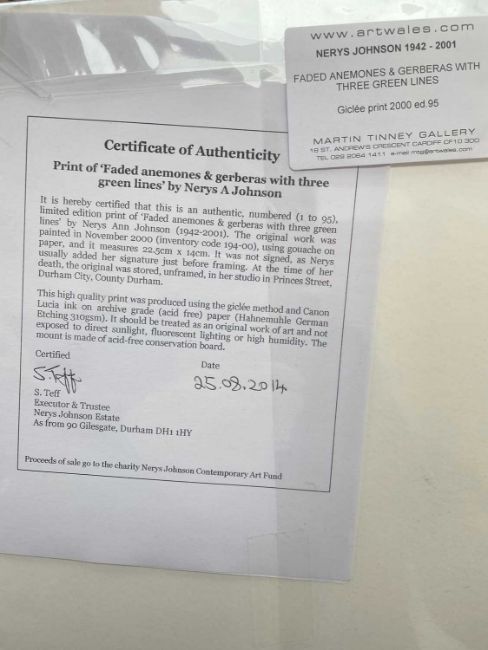 www.artwales.com
NERYS JOHNSON 1942 - 2001
FADED ANEMONES & GERBERAS WITH
THREE GREEN LINES
Giclée print 2000 ed.95
MARTIN TINNEY GALLERY
18 ST. ANDREW'S CRESCENT CARDIFF CF10 3DD
TEL 029 2064 1411 e-mail mtg@artwales.com
Certificate of Authenticity
Print of 'Faded anemones & gerberas with three
green lines' by Nerys A Johnson
It is hereby certified that this is an authentic, numbered (1 to 95),
limited edition print of 'Faded anemones & gerberas with three green
lines' by Nerys Ann Johnson (1942-2001). The original work was
painted in November 2000 (inventory code 194-00), using gouache on
paper, and it measures 22.5cm x 14cm. It was not signed, as Nerys
usually added her signature just before framing. At the time of her
death, the original was stored, unframed, in her studio in Princes Street,
Durham City, County Durham.
This high quality print was produced using the giclée method and Canon
Lucia ink on archive grade (acid free) paper (Hahnemuhle German
Etching 310gsm). It should be treated as an original work of art and not
exposed to direct sunlight, fluorescent lighting or high humidity. The
mount is made of acid-free conservation board.
Certified
Date
S. Teff
25.08.2014
S. Teff
Executor & Trustee
Nerys Johnson Estate
As from 90 Gilesgate, Durham DH1 1HY
Proceeds of sale go to the charity Nerys Johnson Contemporary Art Fund